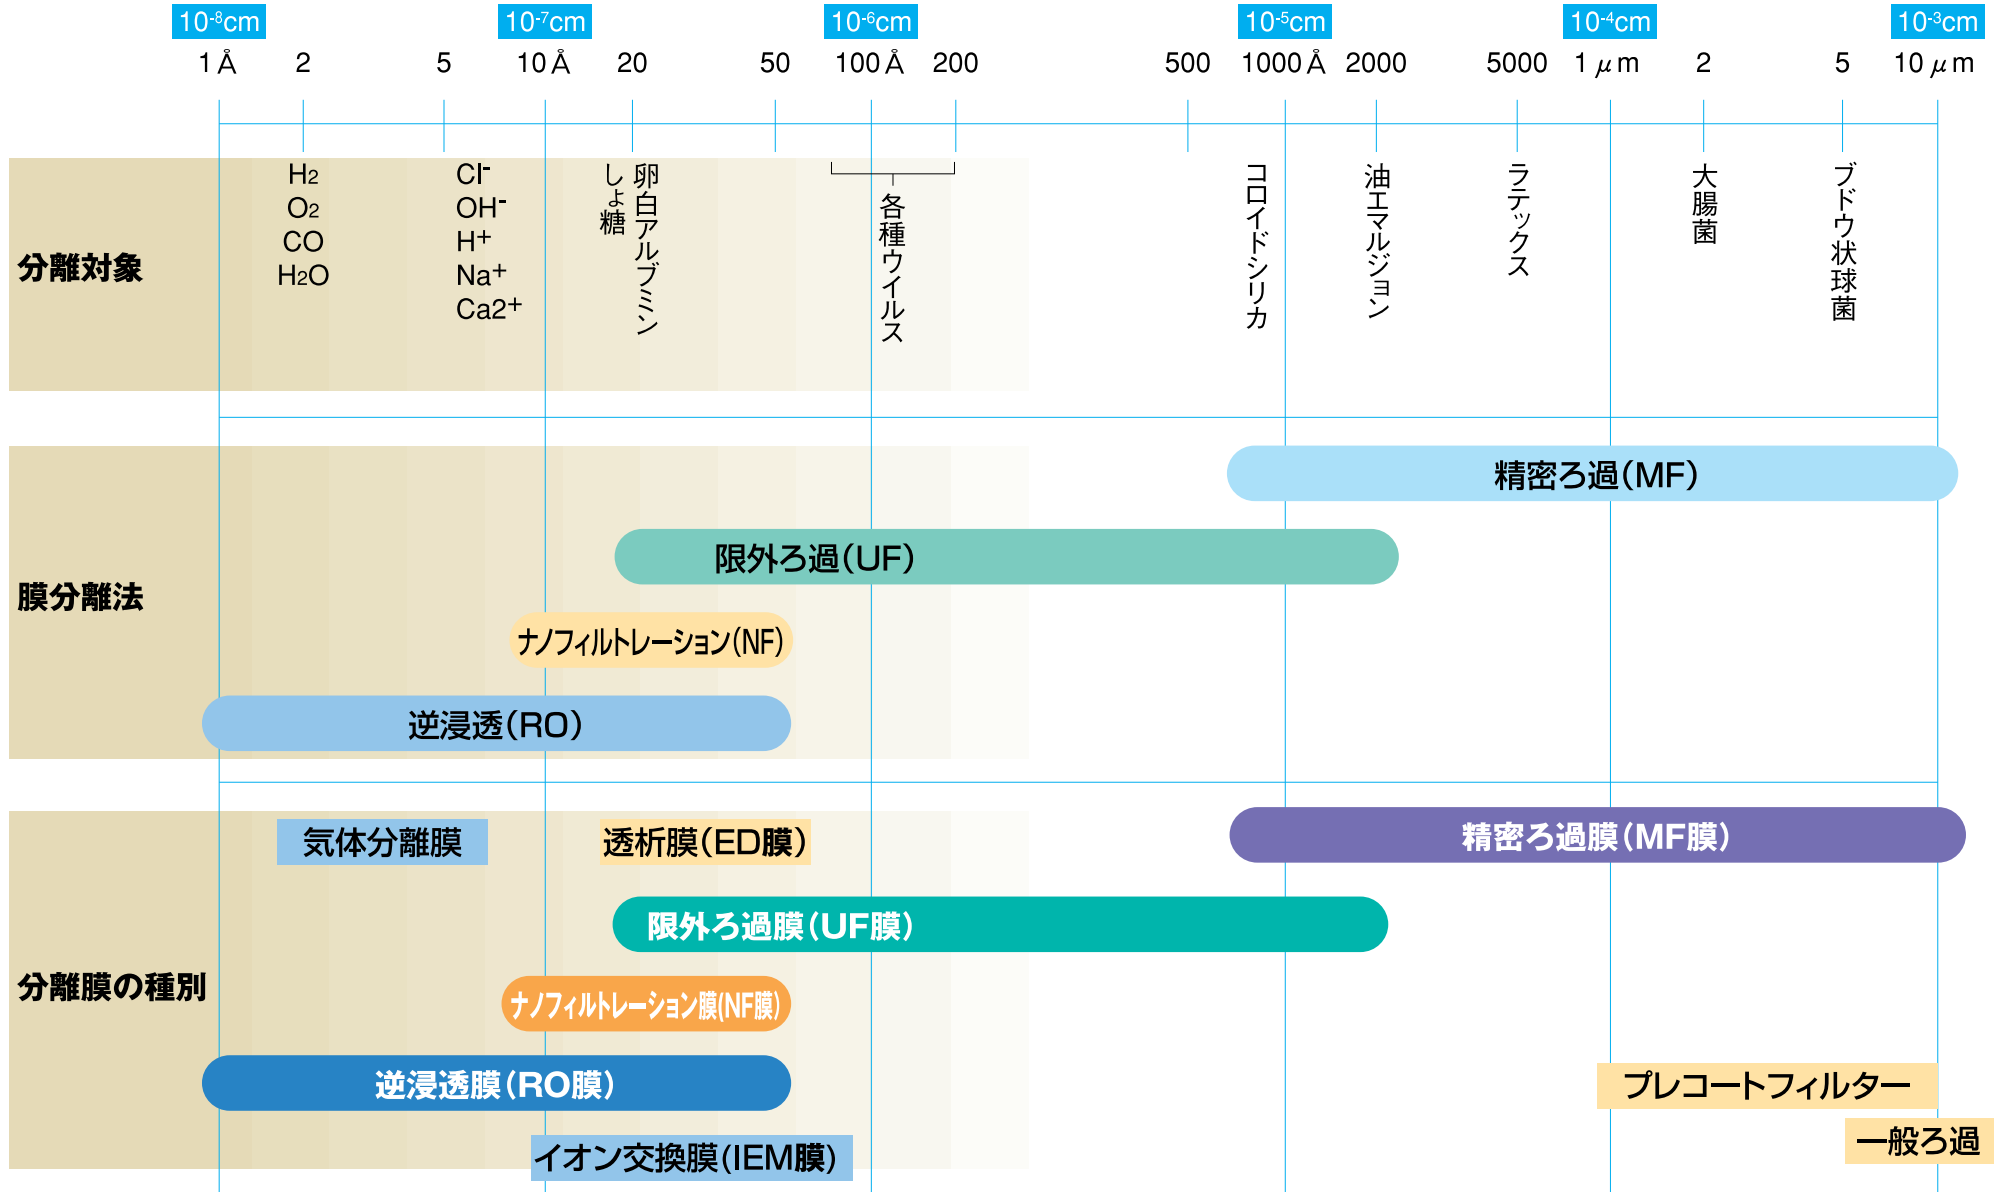 10-8cm 10-7cm 10-6cm 10-5cm 10-4cm 10-3cm
1Å 2 5 10Å 20 50 100Å 200 500 1000Å 2000 5000 1μm 2 5 10μm
分離対象
H2
O2
CO
H2O
Cl-
OH-
H+
Na+
Ca2+
卵白アルブミン
しょ糖
各種ウイルス
コロイドシリカ
油エマルジョン
ラテックス
大腸菌
ブドウ状球菌
膜分離法
精密ろ過(MF)
限外ろ過(UF)
ナノフィルトレーション(NF)
逆浸透(RO)
分離膜の種別
気体分離膜
透析膜(ED膜)
精密ろ過膜(MF膜)
限外ろ過膜(UF膜)
ナノフィルトレーション膜(NF膜)
逆浸透膜(RO膜)
プレコートフィルター
イオン交換膜(IEM膜)
一般ろ過